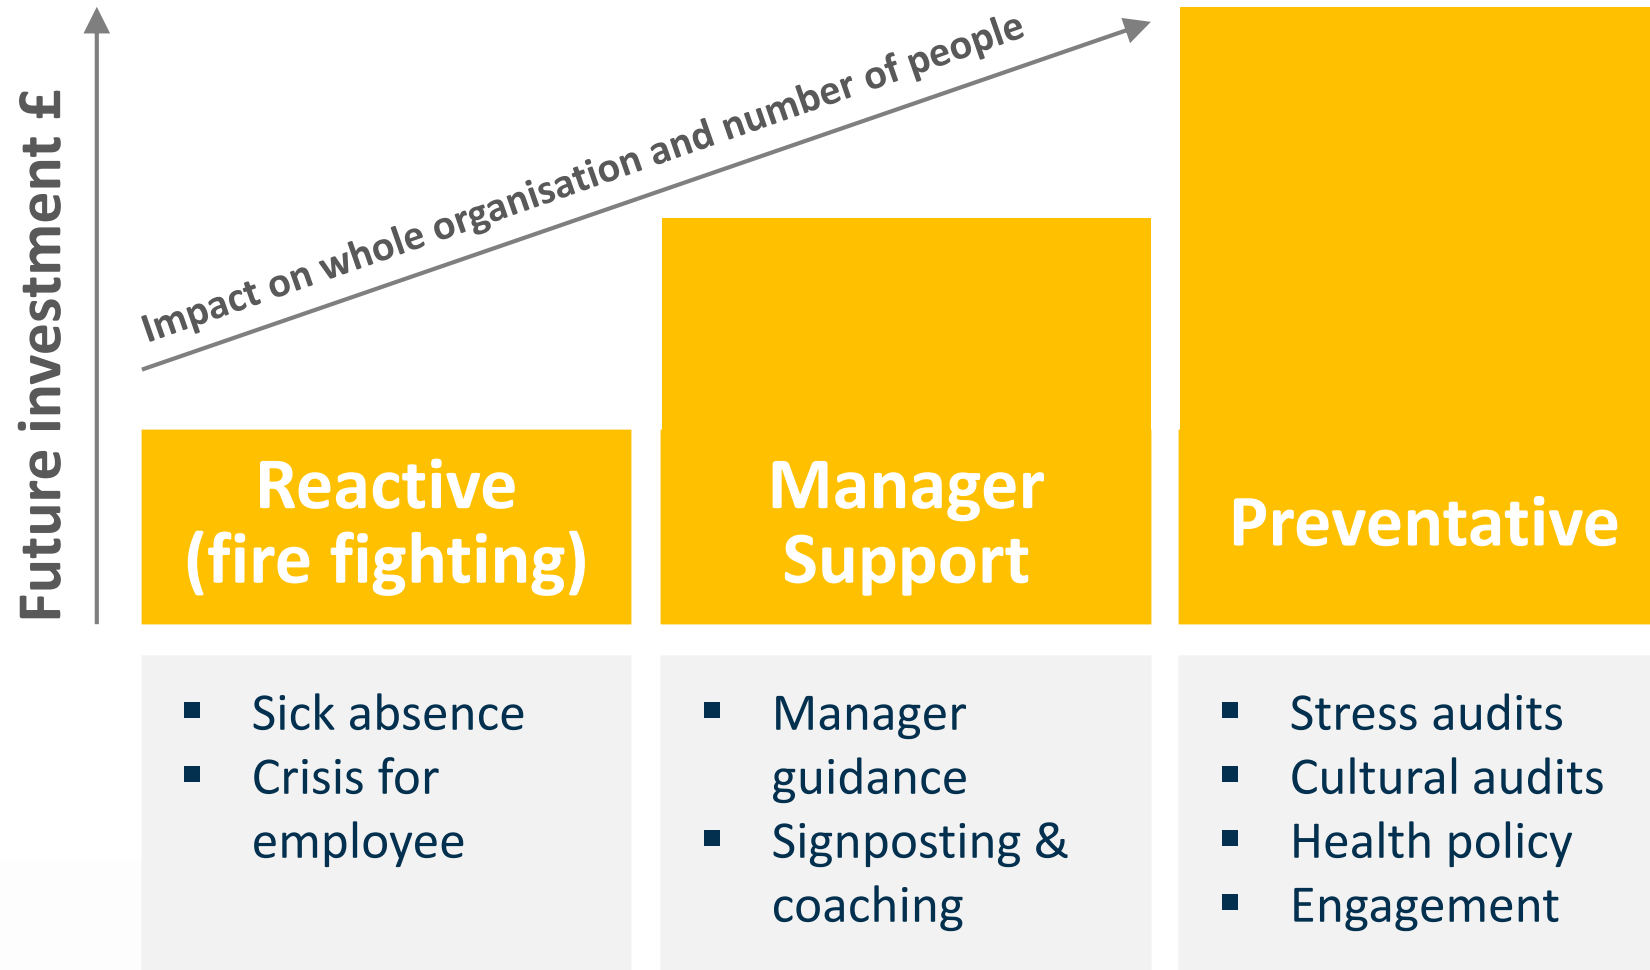 Future investment £
Impact on whole organisation and number of people
Reactive
(fire fighting)
Manager
Support
Preventative
▪ Sick absence
▪ Crisis for
employee
▪ Manager
guidance
▪ Signposting &
coaching
▪ Stress audits
▪ Cultural audits
▪ Health policy
▪ Engagement